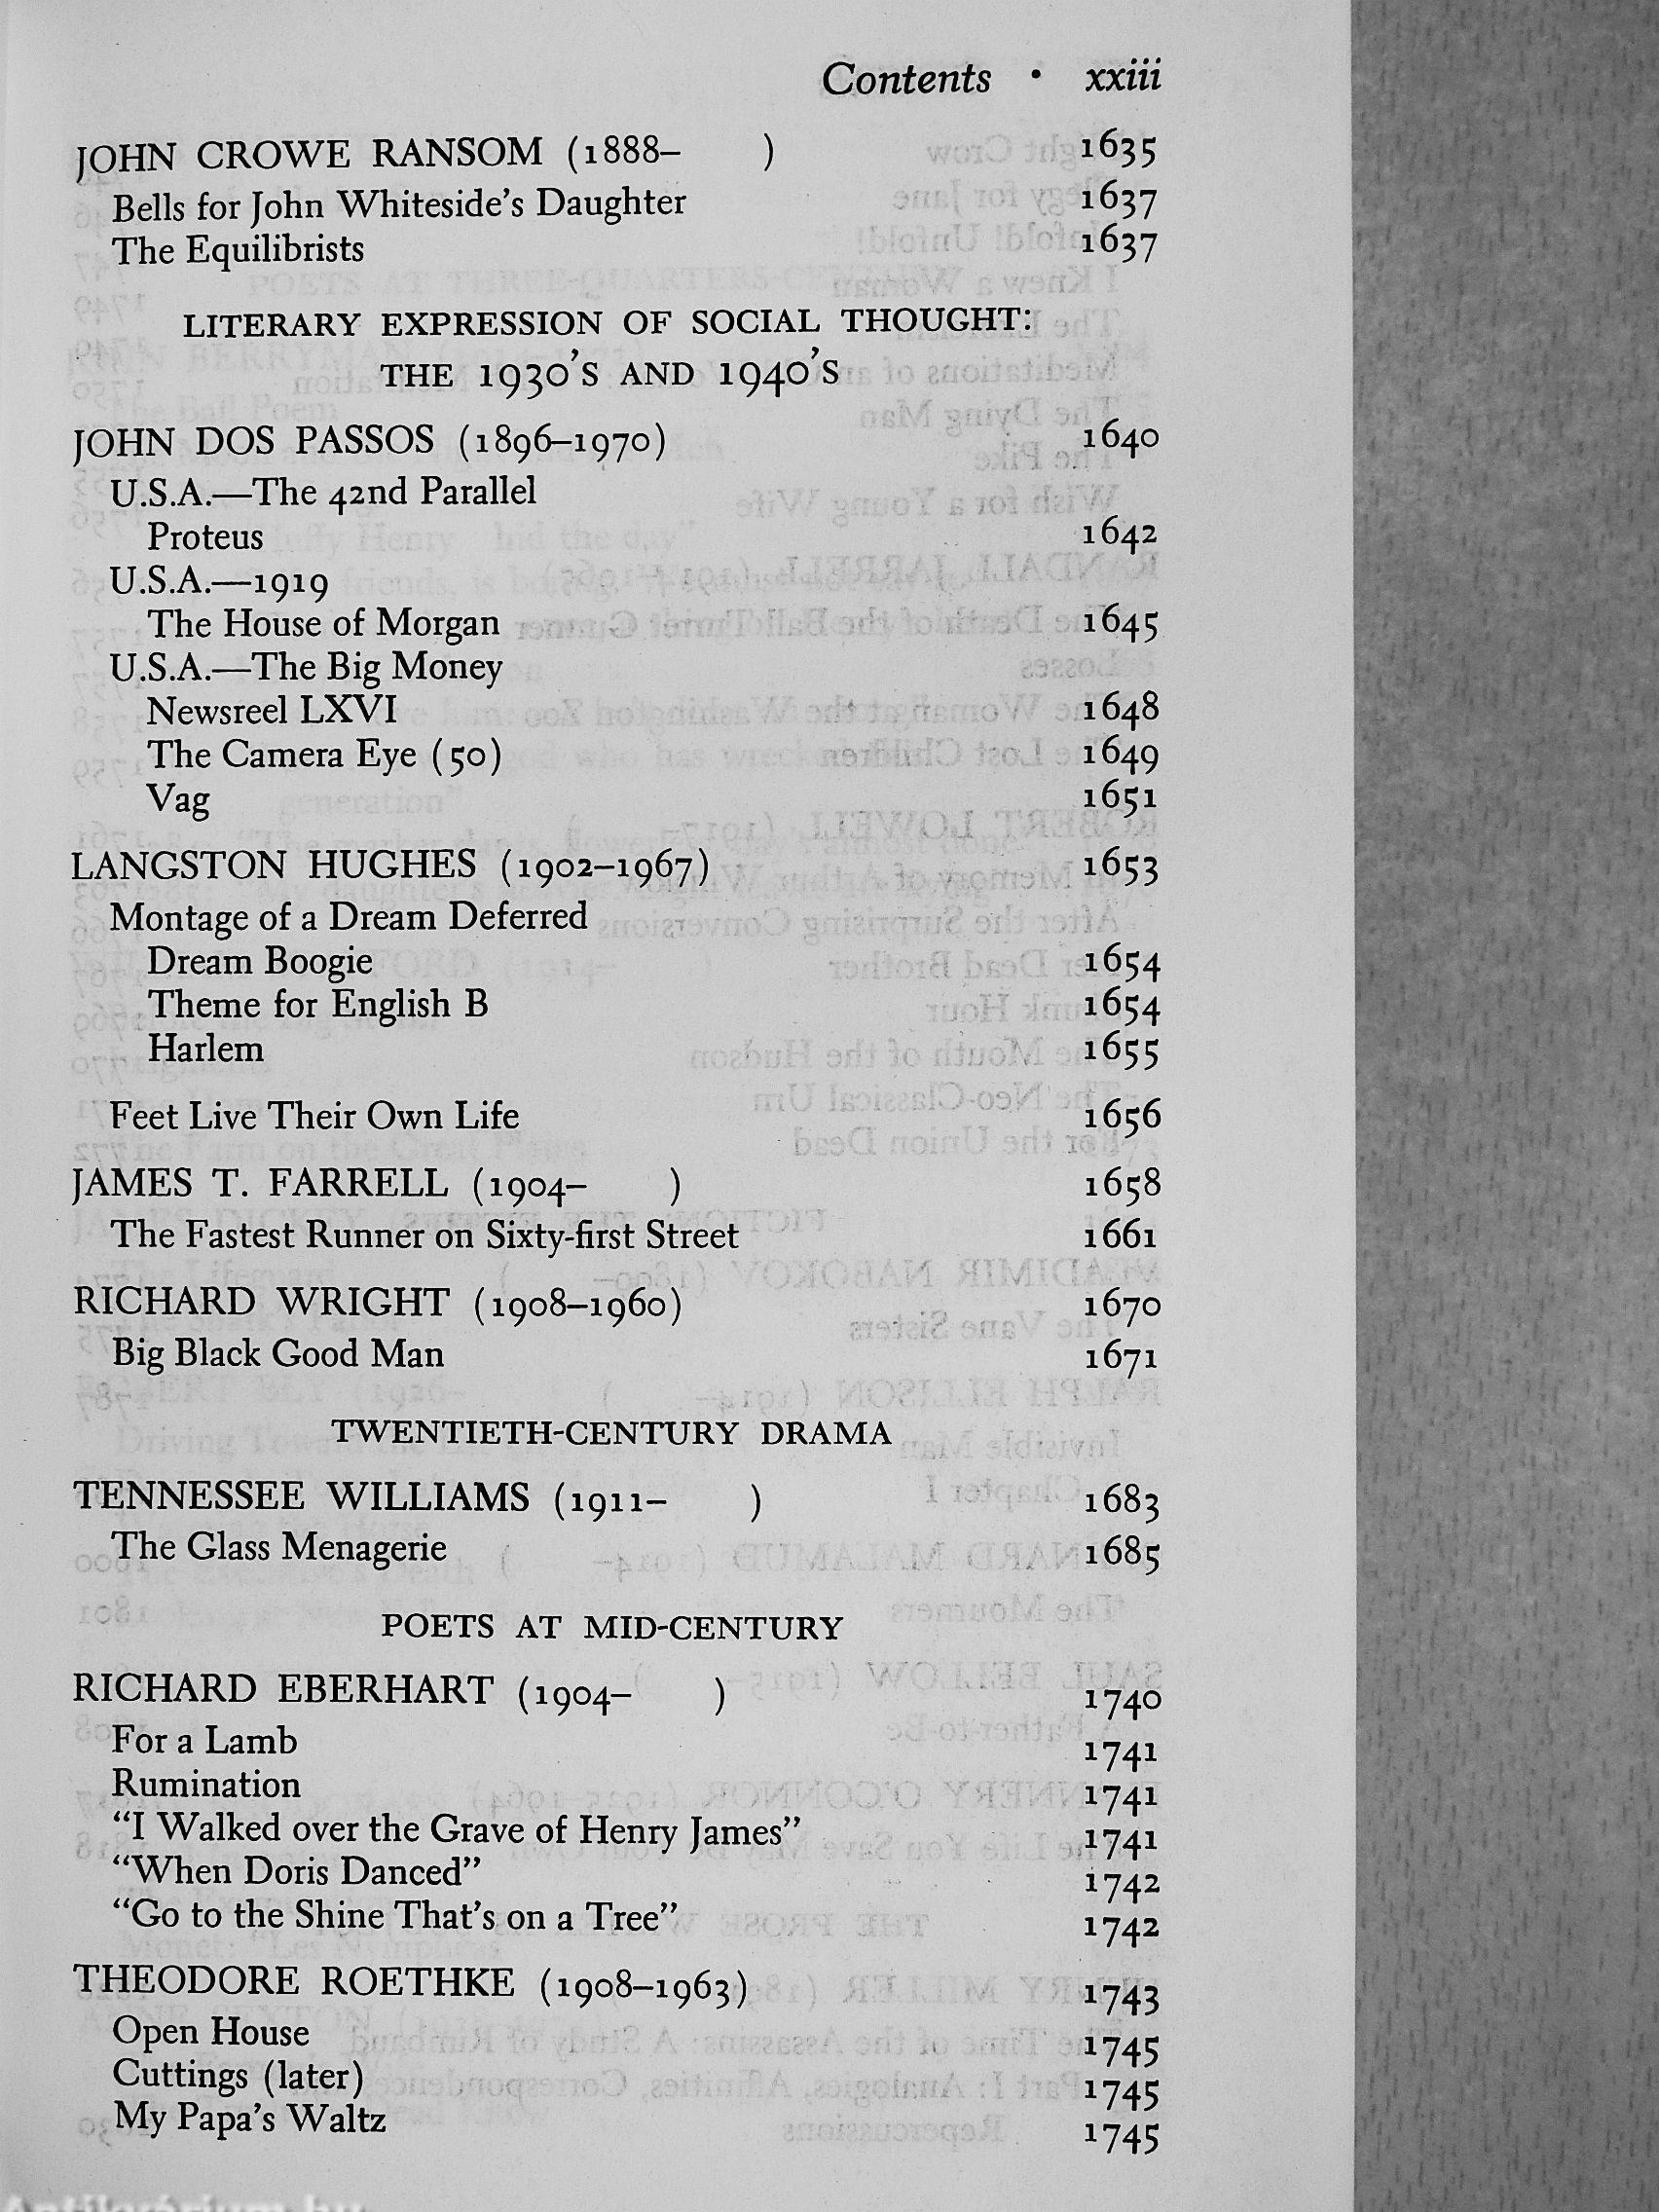 Contents · xxiii
JOHN CROWE RANSOM (1888– ) 1635
Bells for John Whiteside's Daughter 1637
The Equilibrists 1637
LITERARY EXPRESSION OF SOCIAL THOUGHT:
THE 1930'S AND 1940'S
JOHN DOS PASSOS (1896–1970) 1640
U.S.A.—The 42nd Parallel
Proteus 1642
U.S.A.—1919
The House of Morgan 1645
U.S.A.—The Big Money
Newsreel LXVI 1648
The Camera Eye (50) 1649
Vag 1651
LANGSTON HUGHES (1902–1967) 1653
Montage of a Dream Deferred
Dream Boogie 1654
Theme for English B 1654
Harlem 1655
Feet Live Their Own Life 1656
JAMES T. FARRELL (1904– ) 1658
The Fastest Runner on Sixty-first Street 1661
RICHARD WRIGHT (1908–1960) 1670
Big Black Good Man 1671
TWENTIETH-CENTURY DRAMA
TENNESSEE WILLIAMS (1911– ) 1683
The Glass Menagerie 1685
POETS AT MID-CENTURY
RICHARD EBERHART (1904– ) 1740
For a Lamb 1741
Rumination 1741
“I Walked over the Grave of Henry James” 1741
“When Doris Danced” 1742
“Go to the Shine That's on a Tree” 1742
THEODORE ROETHKE (1908–1963) 1743
Open House 1745
Cuttings (later) 1745
My Papa's Waltz 1745